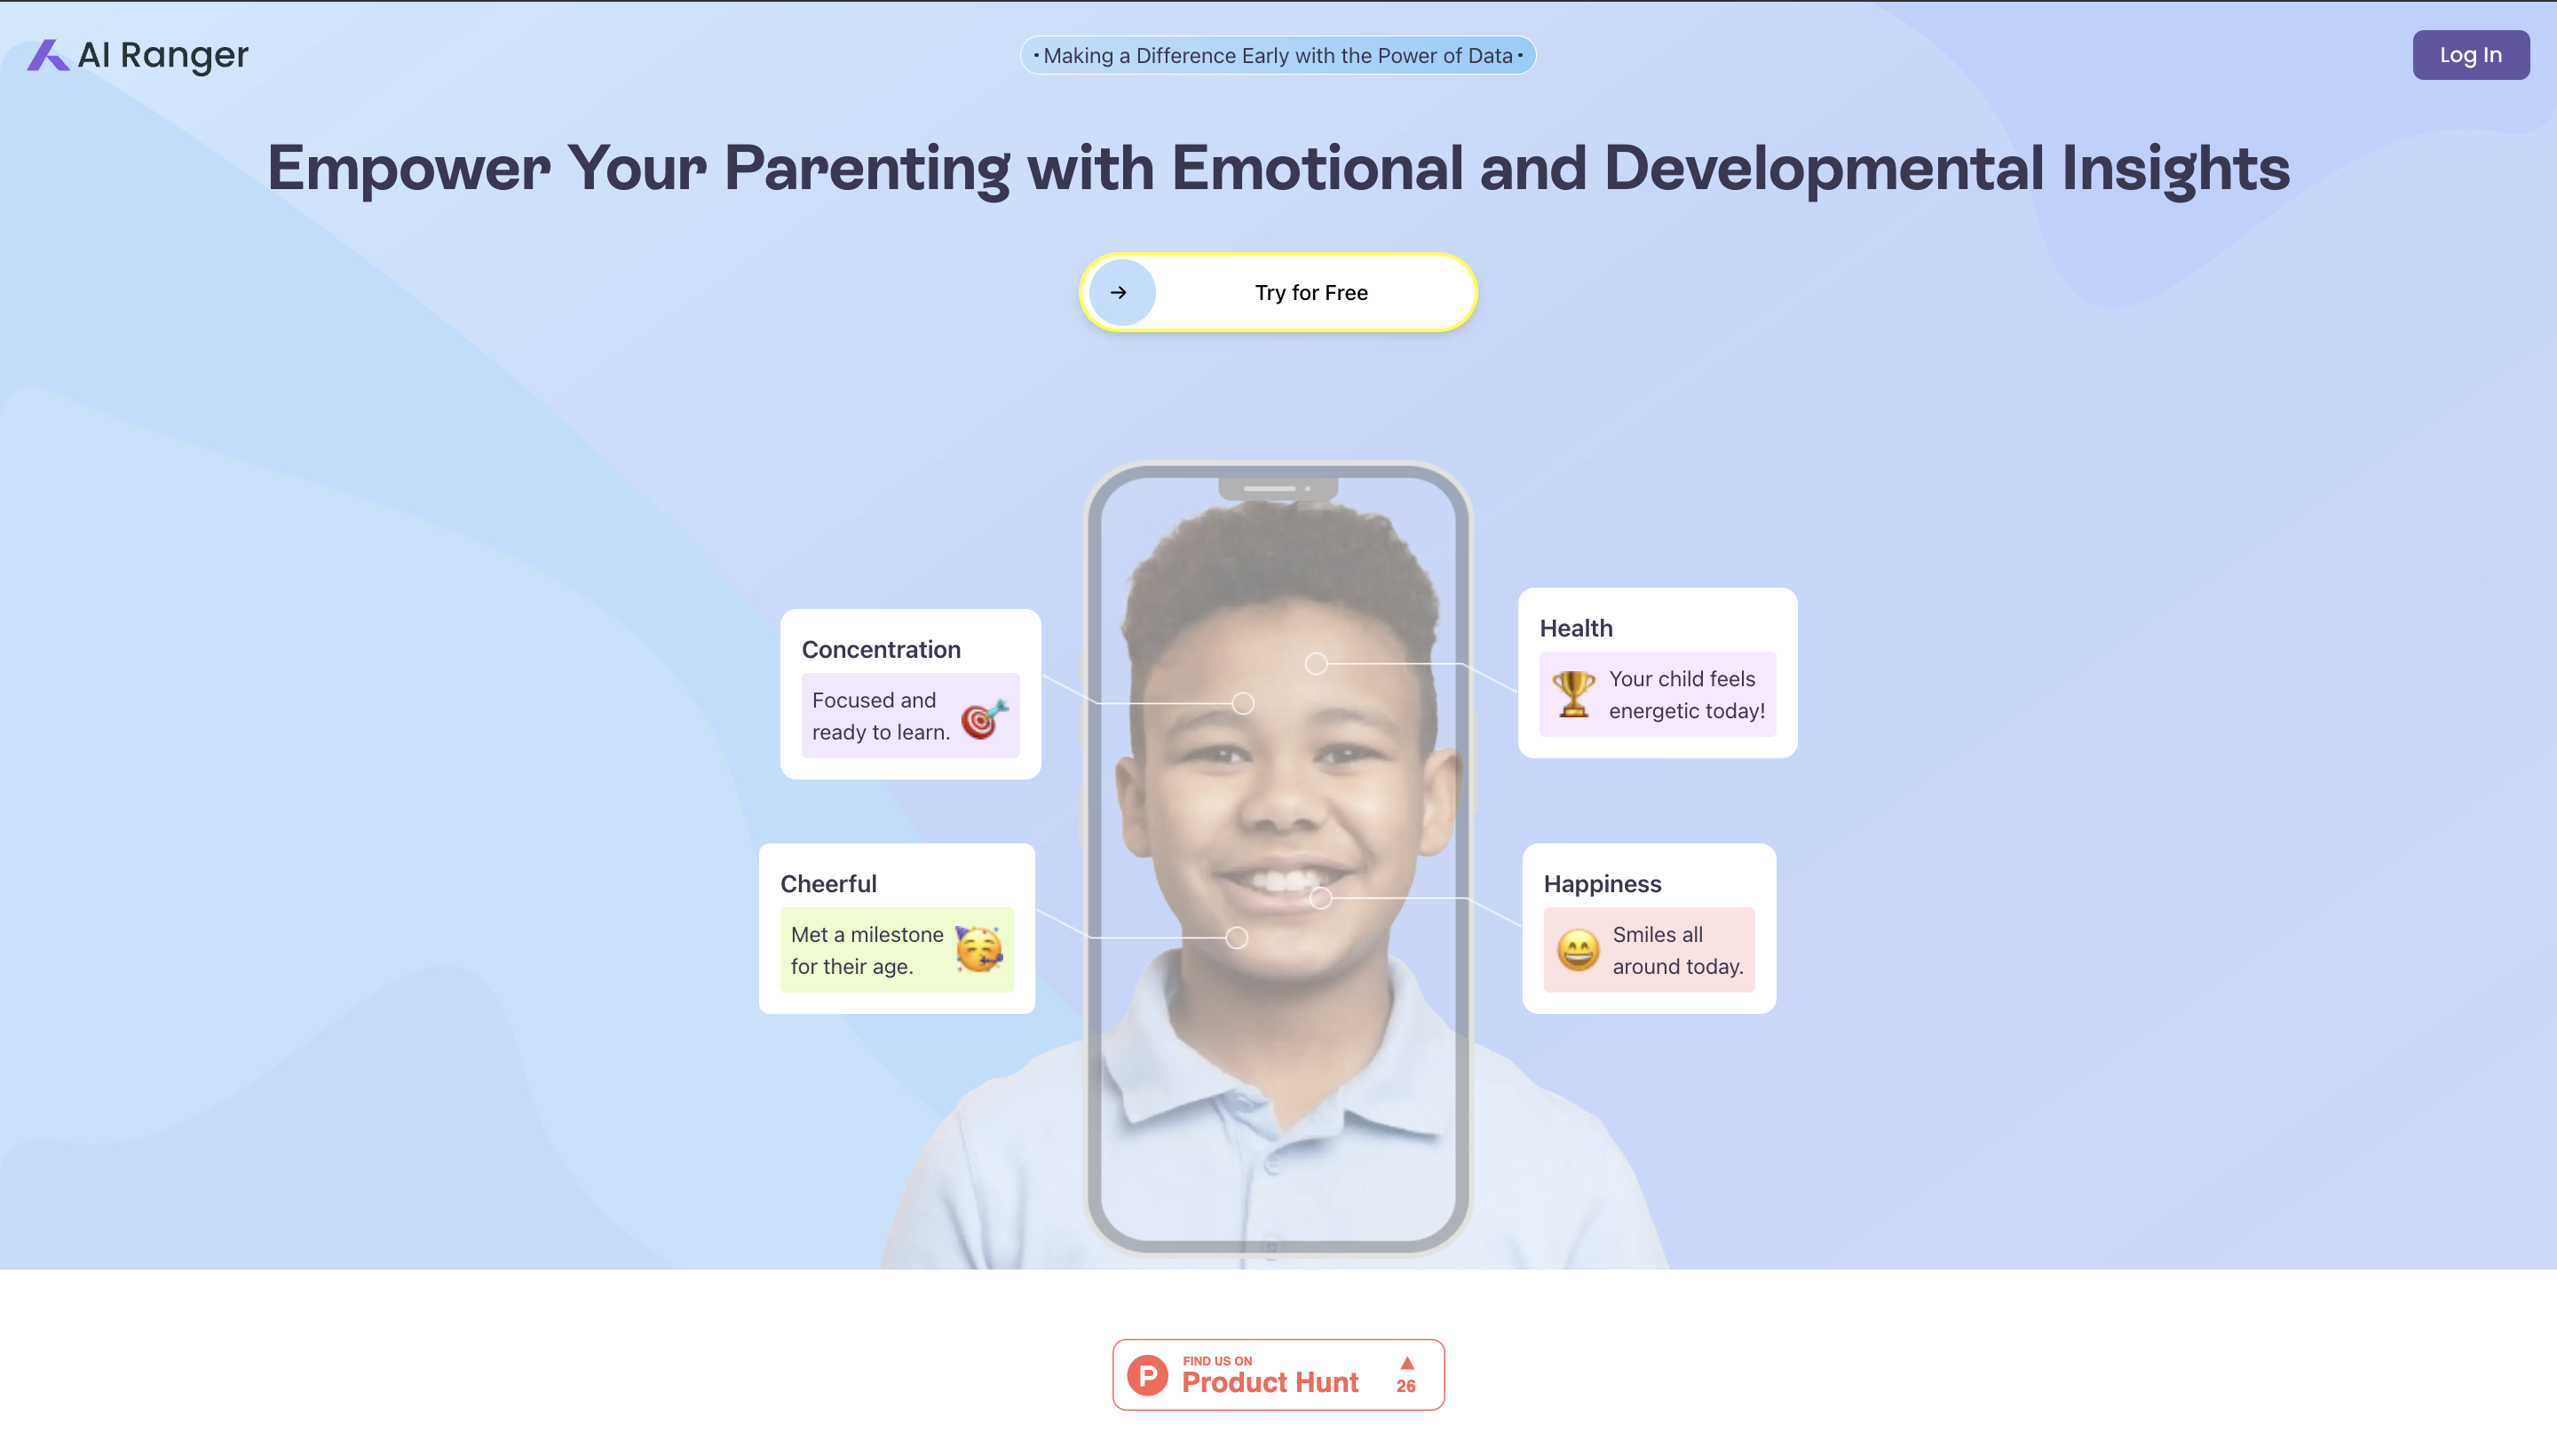 AI Ranger
• Making a Difference Early with the Power of Data •
Log In
Empower Your Parenting with Emotional and Developmental Insights
→ Try for Free
Concentration
Focused and
ready to learn.
Health
Your child feels
energetic today!
Cheerful
Met a milestone
for their age.
Happiness
Smiles all
around today.
P
FIND US ON
Product Hunt
▲
26